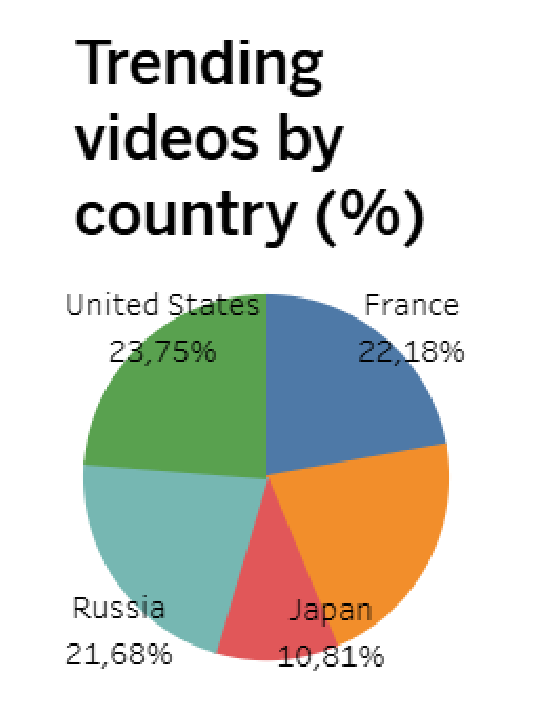 Trending
videos by
country (%)
United States
23,75%
France
22,18%
Russia
21,68%
Japan
10,81%